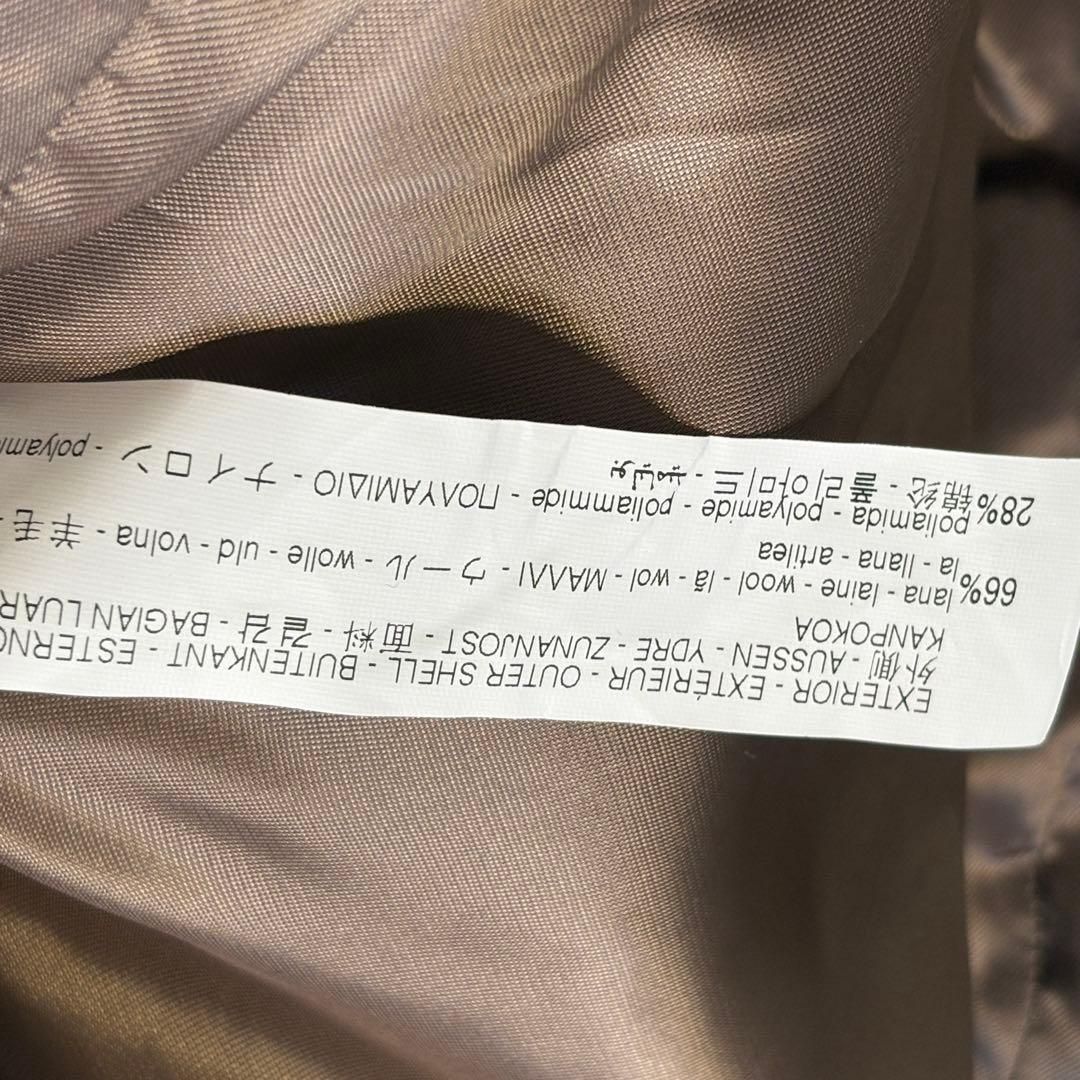 EXTERIOR - EXTÉRIEUR - OUTER SHELL - BUITENKANT - ESTERNO
外側 - AUSSEN - YDRE - ZUNANJOST - 面料 - 겉감 - BAGIAN LUAR
KANPOKOA
66% lana - laine - wool - lã - wol - ΜΑΛΛΙ - ウール - wolle - uld - volna - 羊毛 -
la - llana - artilea
28% poliamida - polyamide - poliammide - ΠΟΛΥΑΜΙΔΙΟ - ナイロン -
锦纶 - 폴리아미드 -